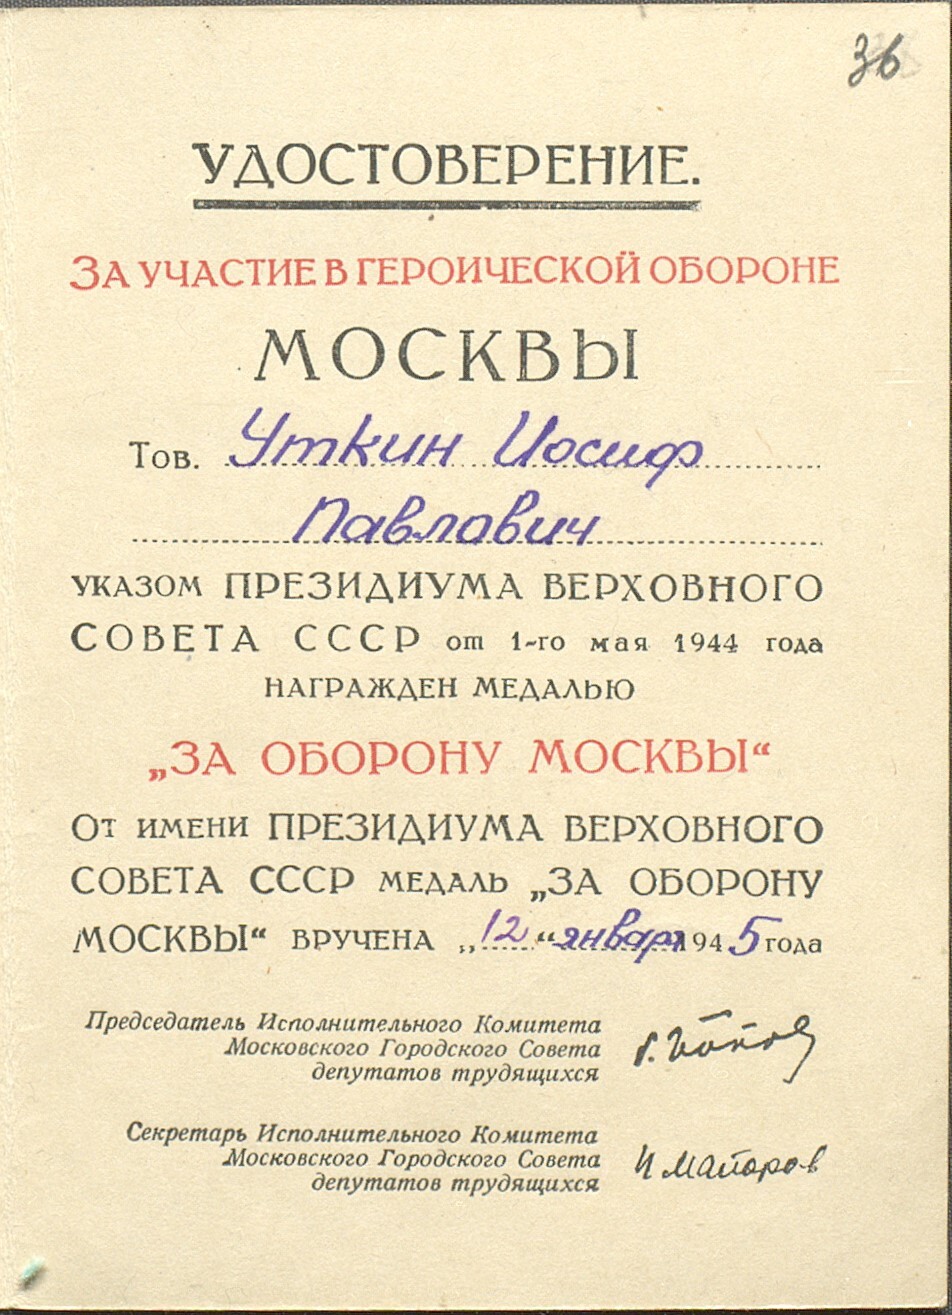 36
УДОСТОВЕРЕНИЕ.
ЗА УЧАСТИЕ В ГЕРОИЧЕСКОЙ ОБОРОНЕ
МОСКВЫ
Тов. Уткин Иосиф
Павлович
УКАЗОМ ПРЕЗИДИУМА ВЕРХОВНОГО
СОВЕТА СССР от 1-го мая 1944 года
НАГРАЖДЕН МЕДАЛЬЮ
„ЗА ОБОРОНУ МОСКВЫ“
ОТ ИМЕНИ ПРЕЗИДИУМА ВЕРХОВНОГО
СОВЕТА СССР МЕДАЛЬ „ЗА ОБОРОНУ
МОСКВЫ“ ВРУЧЕНА „12“ января 1945 года
Председатель Исполнительного Комитета
Московского Городского Совета
депутатов трудящихся
Г. Попов
Секретарь Исполнительного Комитета
Московского Городского Совета
депутатов трудящихся
П Майоров